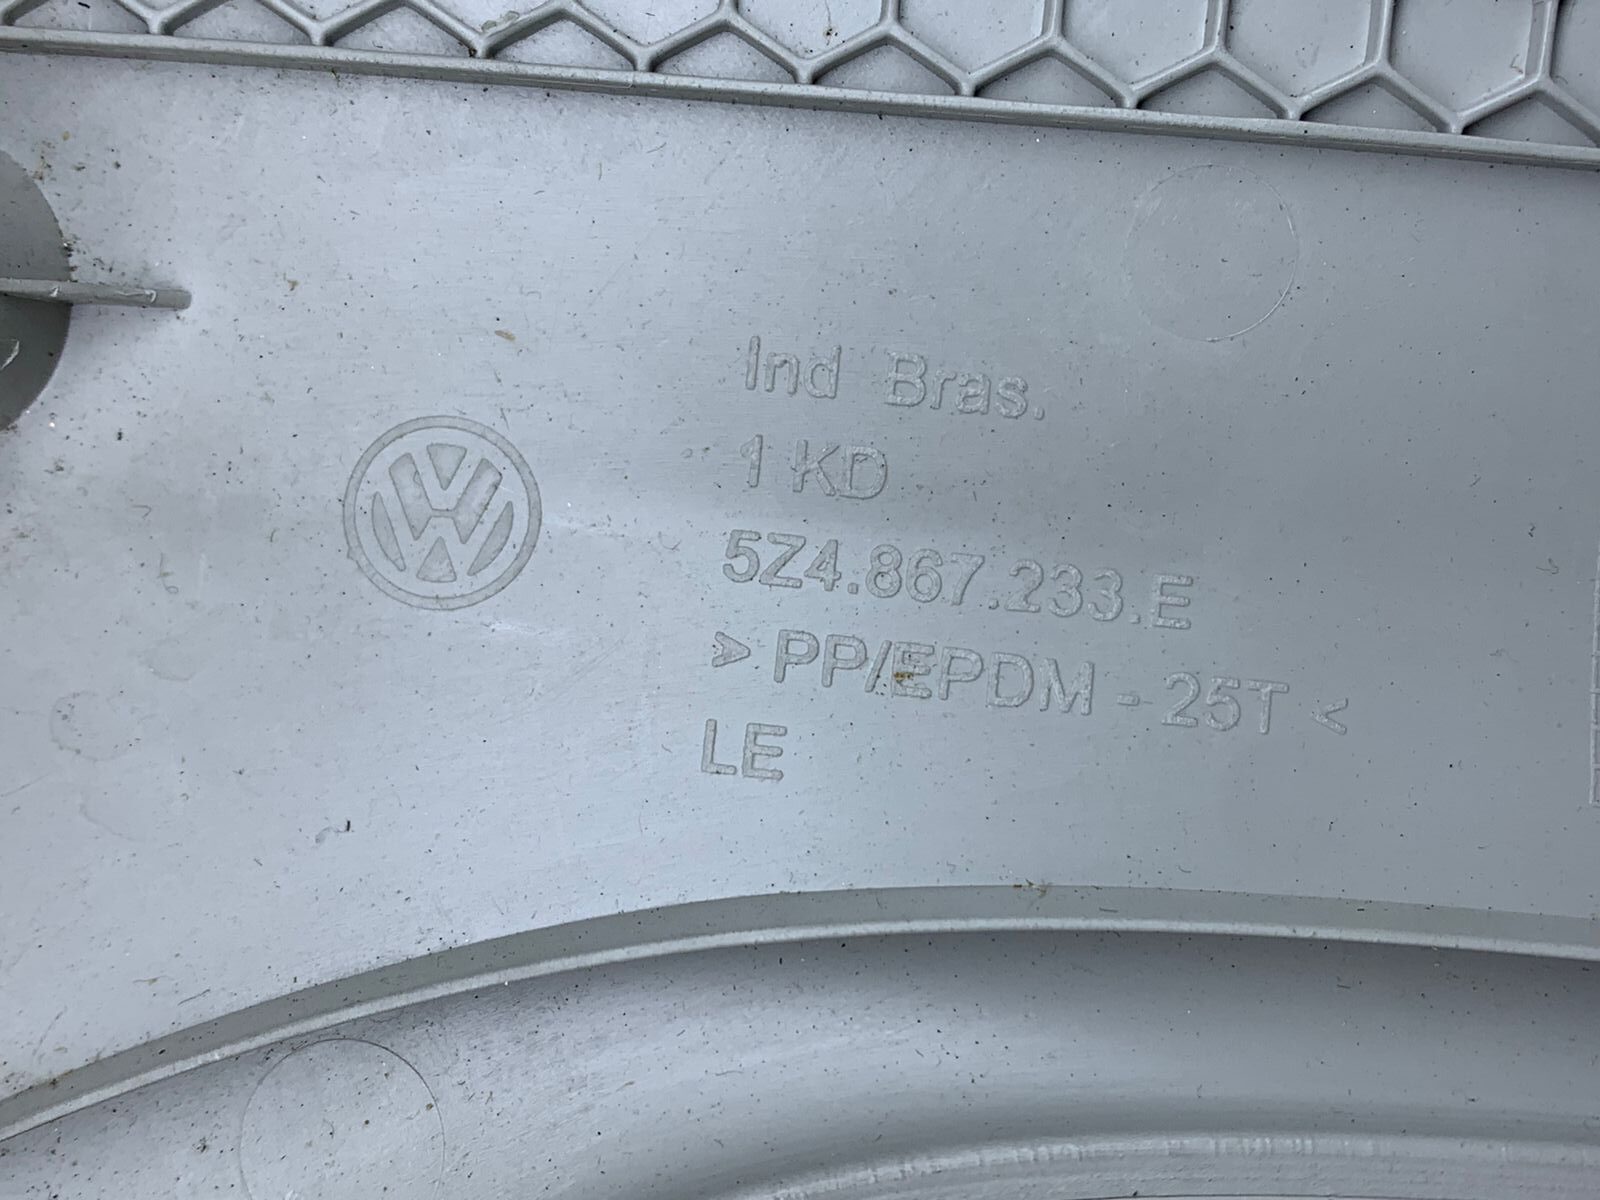 Ind Bras.
1 KD
5Z4.867.233.E
> PP/EPDM - 25T <
LE